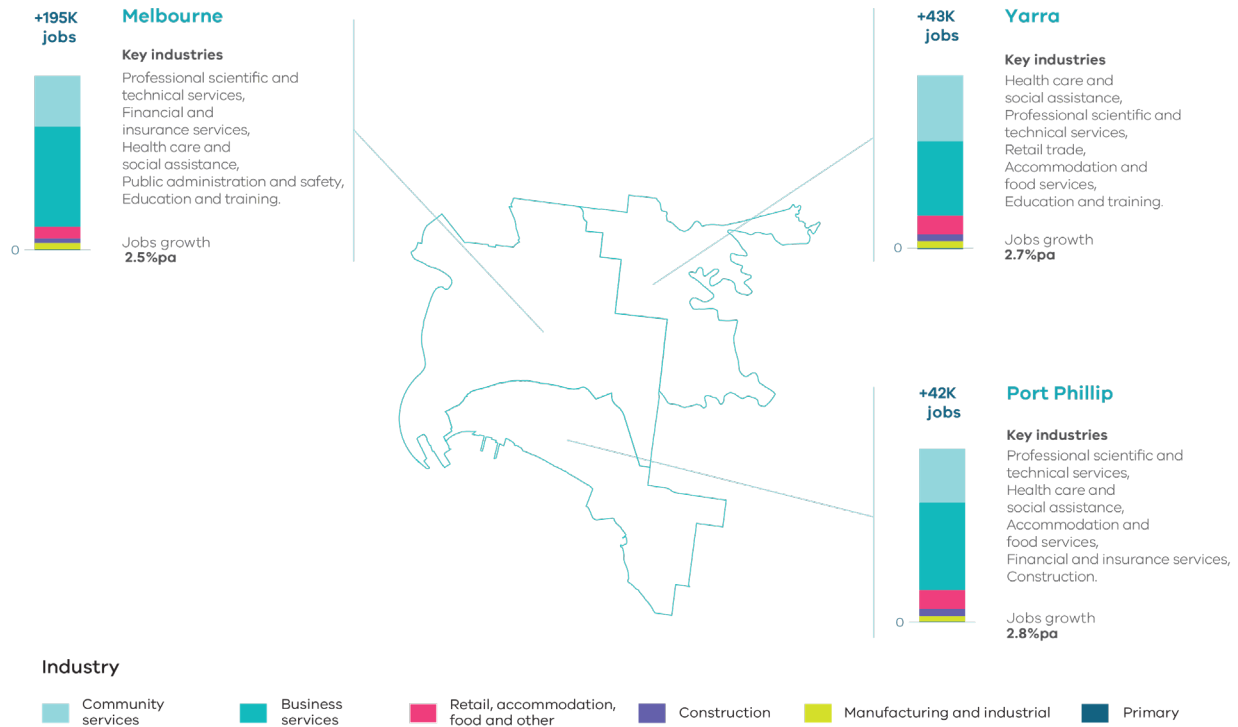 +195K
jobs
Melbourne
Key industries
Professional scientific and
technical services,
Financial and
insurance services,
Health care and
social assistance,
Public administration and safety,
Education and training.
0
Jobs growth
2.5%pa
+43K
jobs
Yarra
Key industries
Health care and
social assistance,
Professional scientific and
technical services,
Retail trade,
Accommodation and
food services,
Education and training.
0
Jobs growth
2.7%pa
+42K
jobs
Port Phillip
Key industries
Professional scientific and
technical services,
Health care and
social assistance,
Accommodation and
food services,
Financial and insurance services,
Construction.
0
Jobs growth
2.8%pa
Industry
Community
services
Business
services
Retail, accommodation,
food and other
Construction
Manufacturing and industrial
Primary